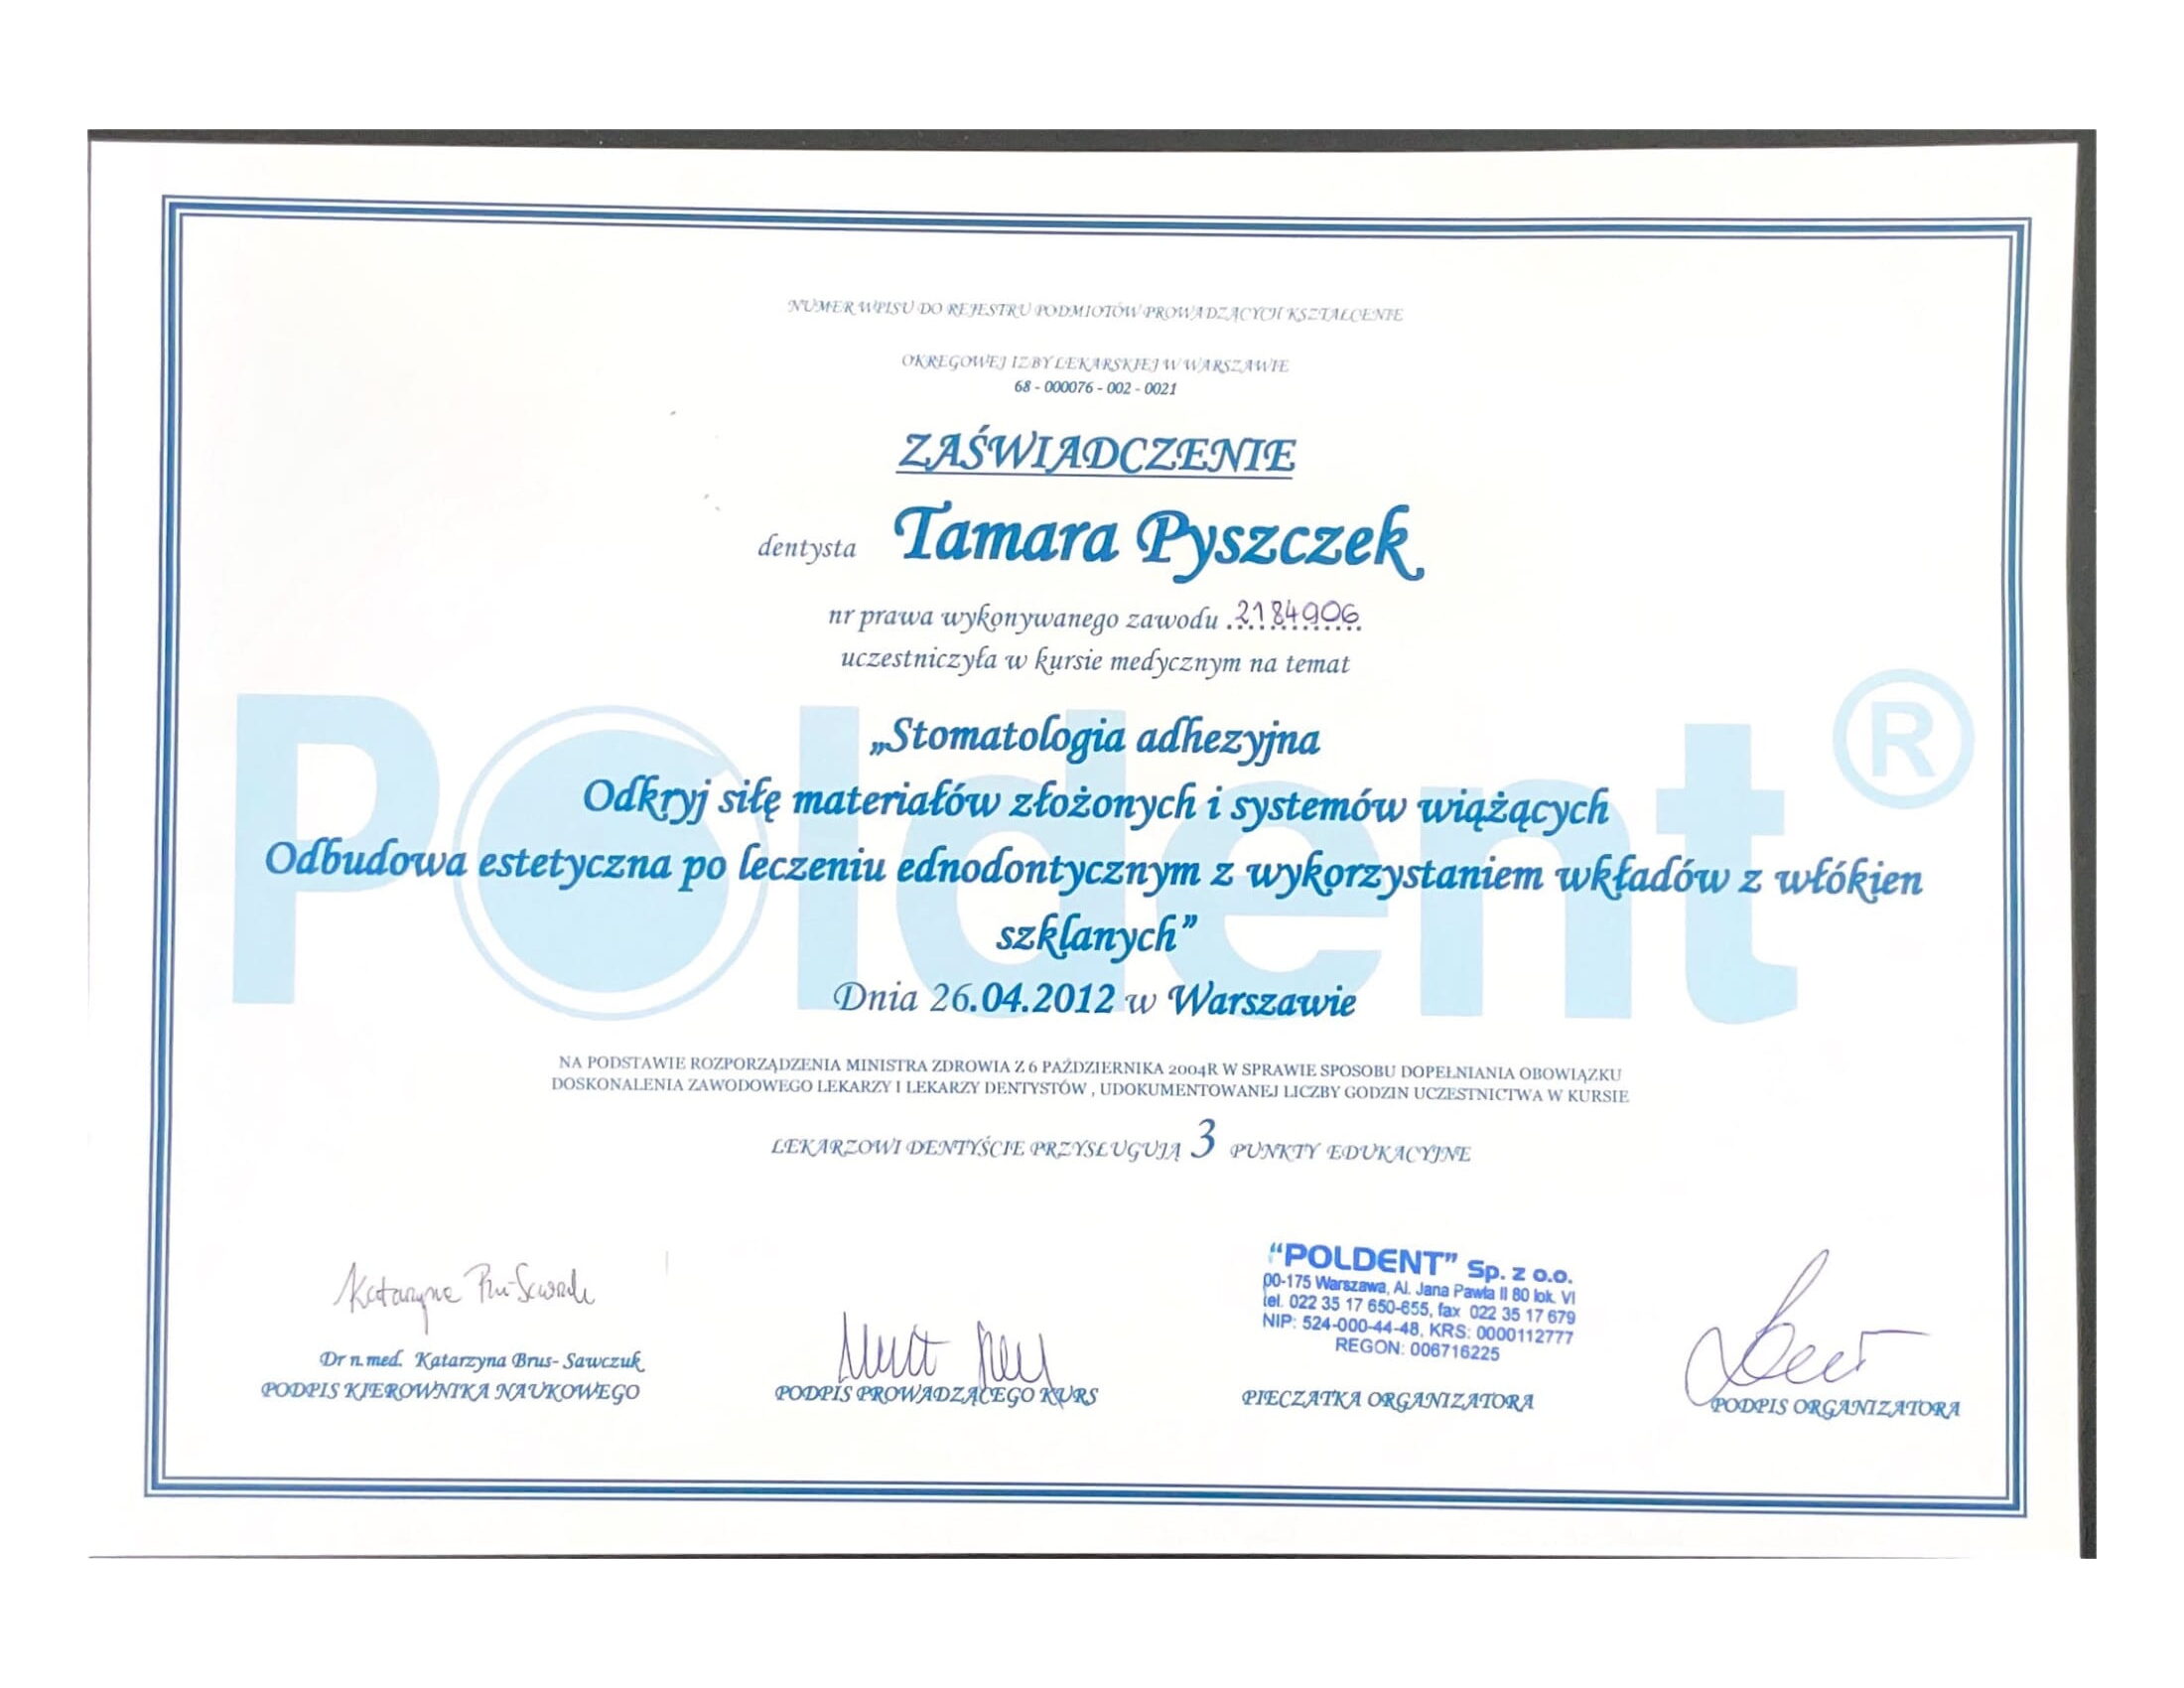 NUMER WPISU DO REJESTRU PODMIOTÓW PROWADZĄCYCH KSZTAŁCENIE
OKRĘGOWEJ IZBY LEKARSKIEJ W WARSZAWIE
68 - 000076 - 002 - 0021
ZAŚWIADCZENIE
dentysta Tamara Pyszczek
nr prawa wykonywanego zawodu 2184906
uczestniczyła w kursie medycznym na temat
Poldent®
„Stomatologia adhezyjna
Odkryj siłę materiałów złożonych i systemów wiążących
Odbudowa estetyczna po leczeniu ednodontycznym z wykorzystaniem wkładów z włókien
szklanych”
Dnia 26.04.2012 w Warszawie
NA PODSTAWIE ROZPORZĄDZENIA MINISTRA ZDROWIA Z 6 PAŹDZIERNIKA 2004R W SPRAWIE SPOSOBU DOPEŁNIANIA OBOWIĄZKU
DOSKONALENIA ZAWODOWEGO LEKARZY I LEKARZY DENTYSTÓW , UDOKUMENTOWANEJ LICZBY GODZIN UCZESTNICTWA W KURSIE
LEKARZOWI DENTYŚCIE PRZYSŁUGUJĄ 3 PUNKTY EDUKACYJNE
Katarzyna
Dr n.med. Katarzyna Brus- Sawczuk
PODPIS KIEROWNIKA NAUKOWEGO
PODPIS PROWADZĄCEGO KURS
"POLDENT" Sp. z o.o.
00-175 Warszawa, Al. Jana Pawła II 80 lok. VI
tel. 022 35 17 650-655, fax 022 35 17 679
NIP: 524-000-44-48, KRS: 0000112777
REGON: 006716225
PIECZATKA ORGANIZATORA
PODPIS ORGANIZATORA